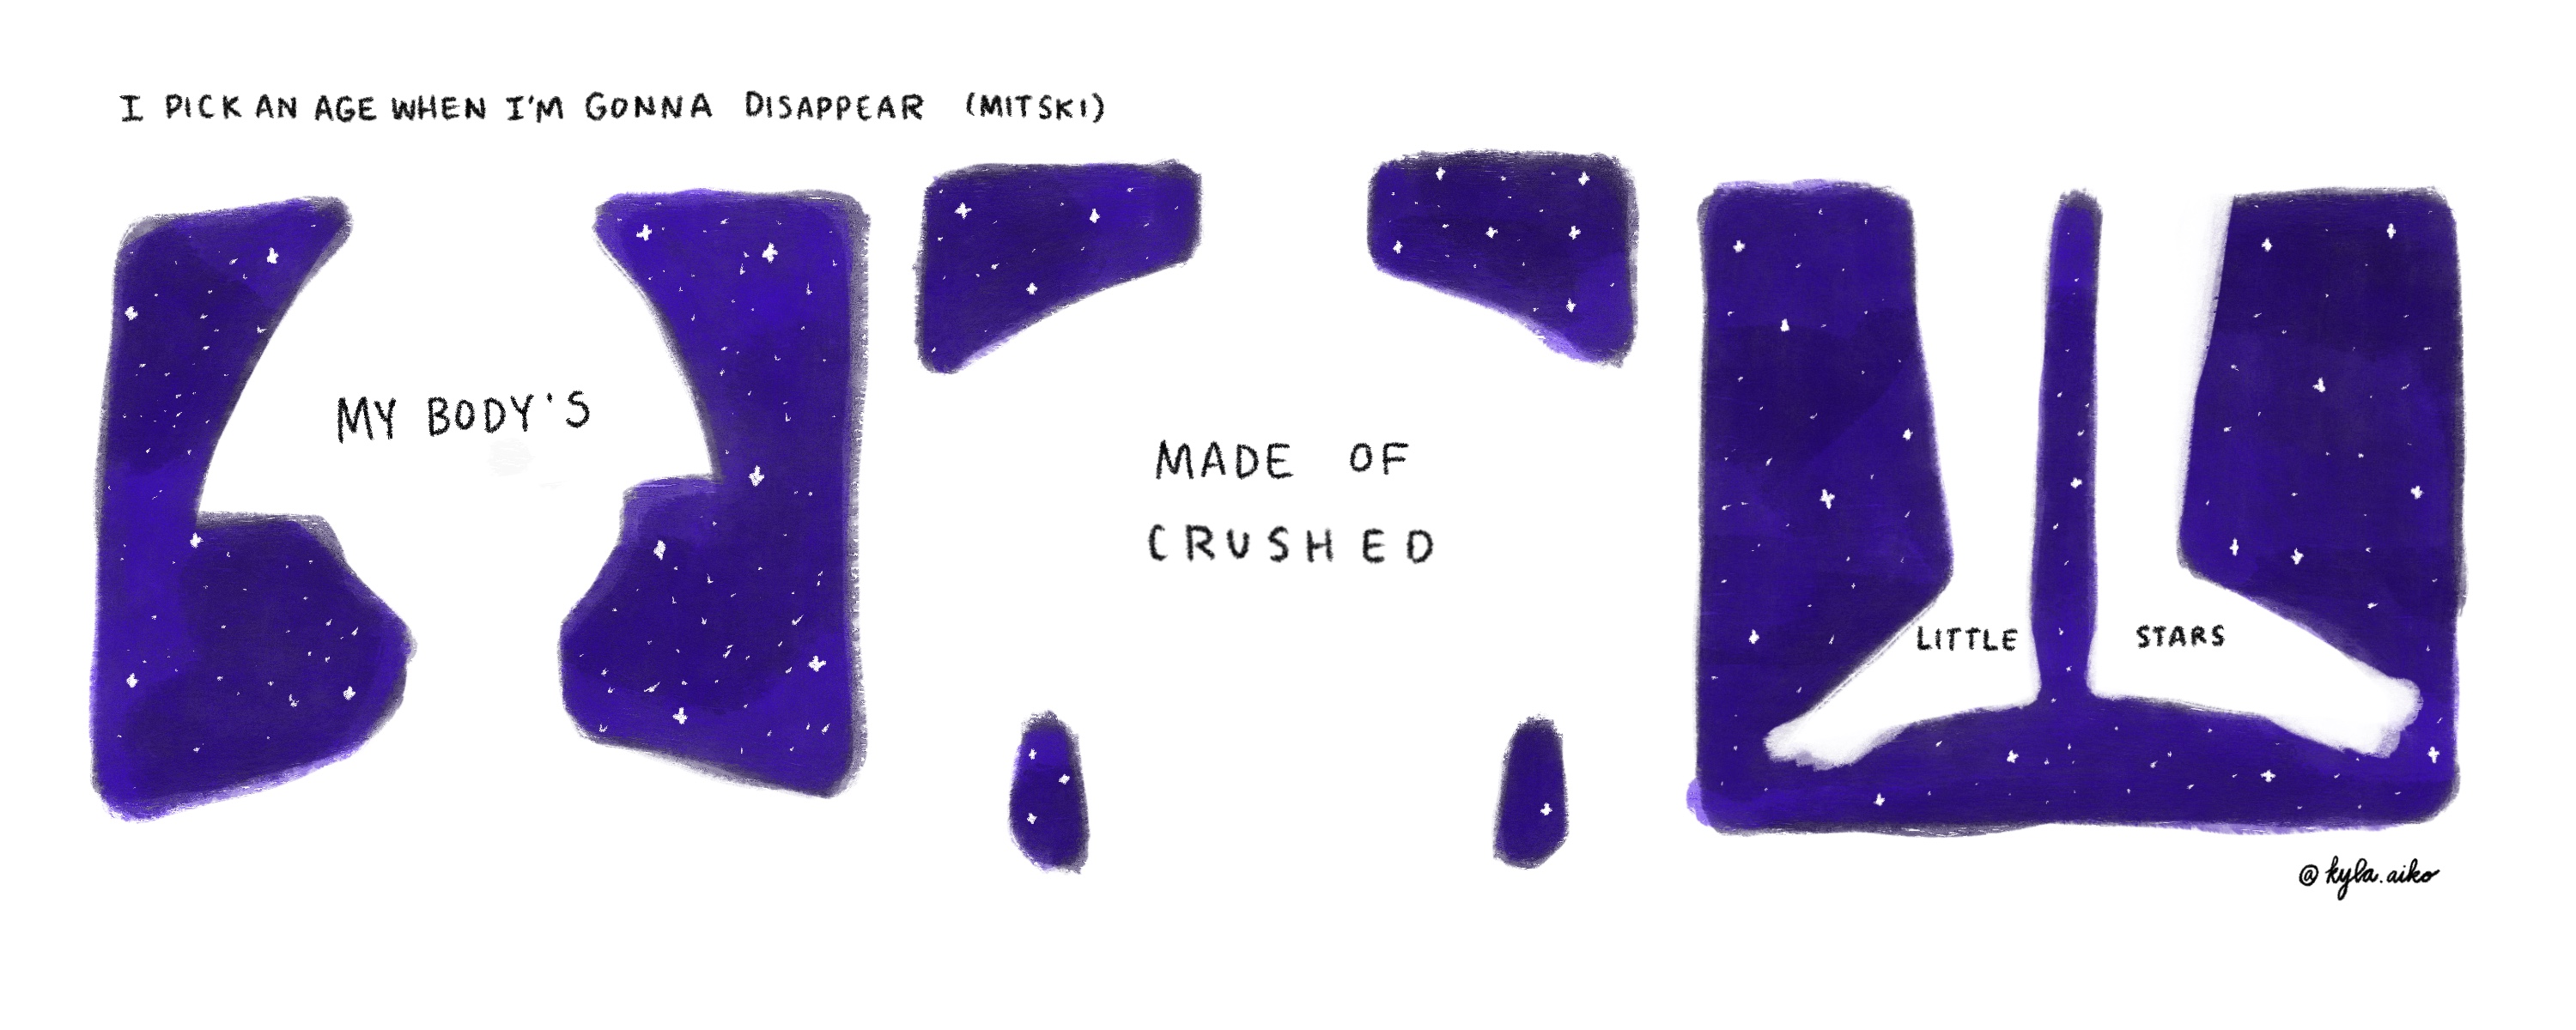 I PICK AN AGE WHEN I'M GONNA DISAPPEAR (MITSKI)
MY BODY'S
MADE OF
CRUSHED
LITTLE STARS
@kyla.aiko